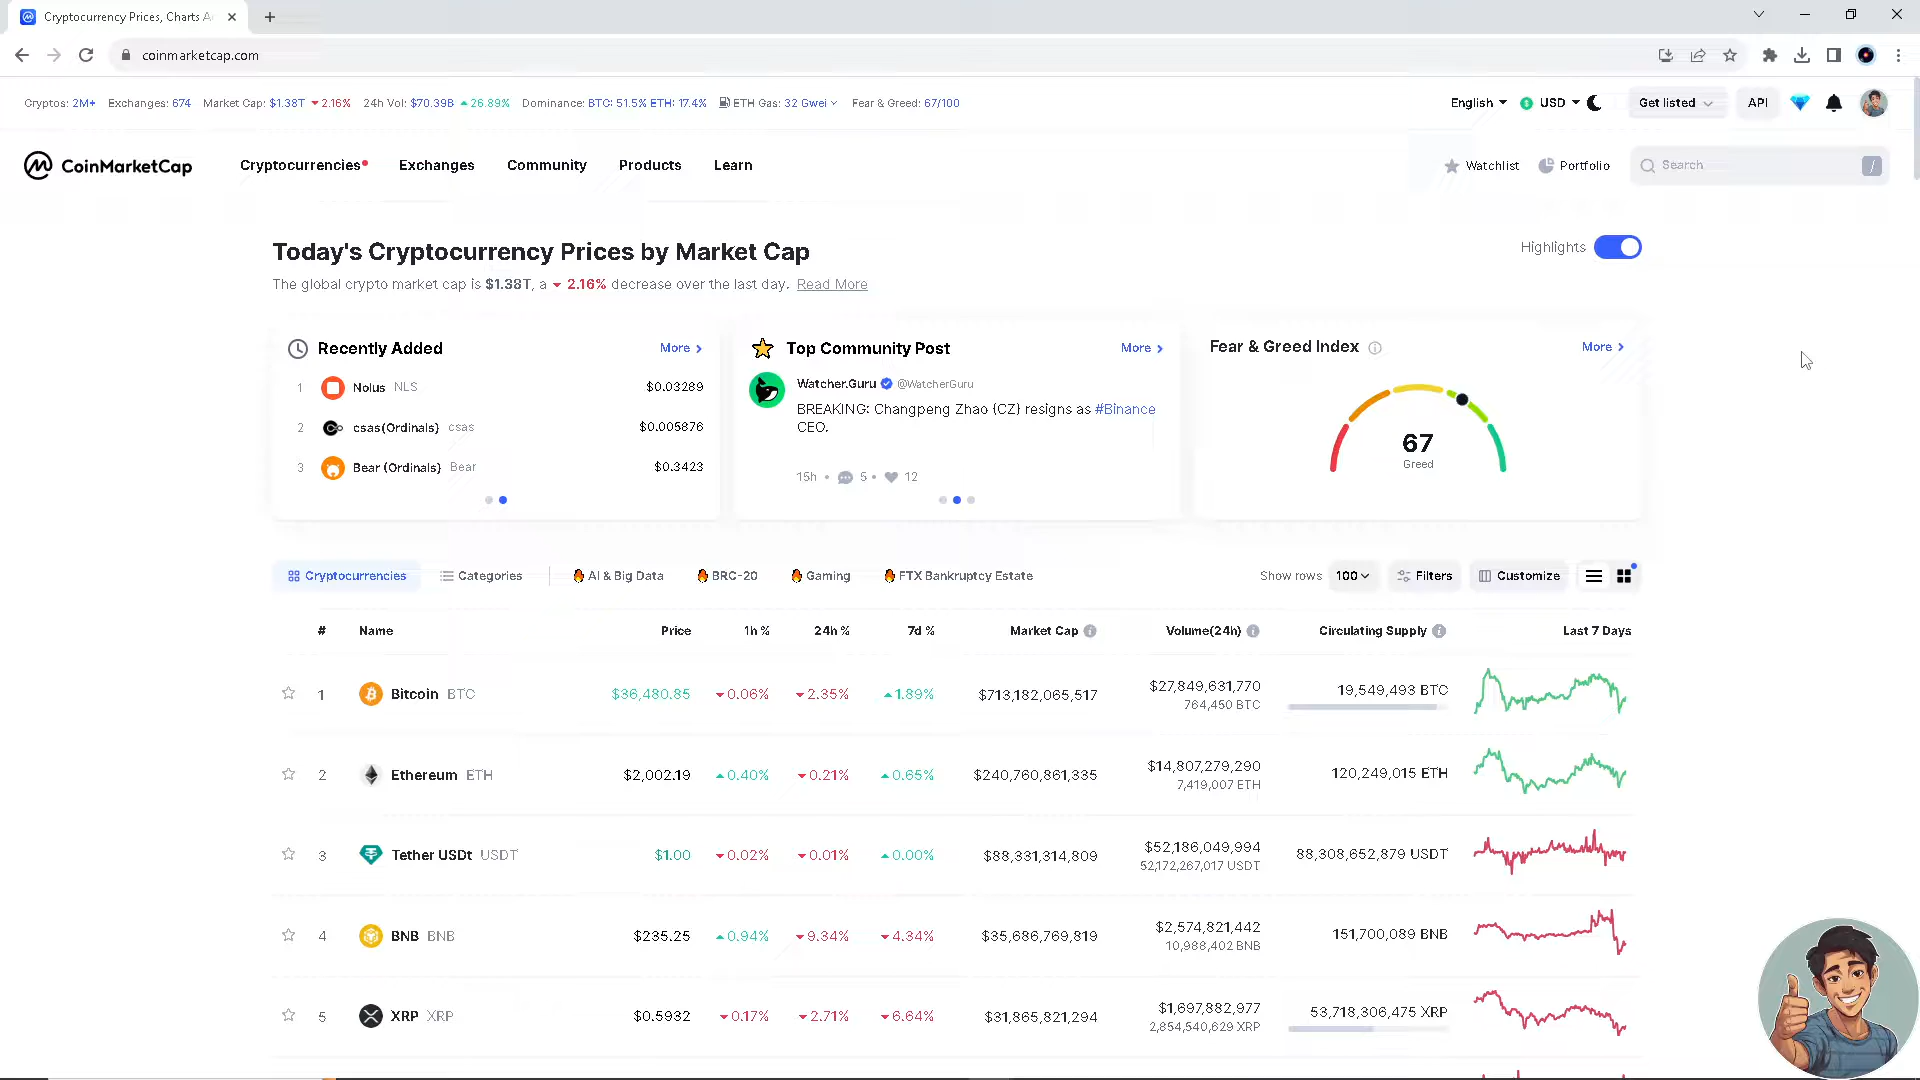 Cryptocurrency Prices, Charts A
coinmarketcap.com
Cryptos: 2M+ Exchanges: 674 Market Cap: $1.38T 2.16% 24h Vol: $70.39B 26.89% Dominance: BTC: 51.5% ETH: 17.4% ETH Gas: 32 Gwei Fear & Greed: 67/100
English USD Get listed API
CoinMarketCap Cryptocurrencies Exchanges Community Products Learn Watchlist Portfolio Search /
Today's Cryptocurrency Prices by Market Cap
Highlights
The global crypto market cap is $1.38T, a 2.16% decrease over the last day. Read More
Recently Added More
1 Nolus NLS $0.03289
2 csas(Ordinals) csas $0.005876
3 Bear (Ordinals) Bear $0.3423
Top Community Post More
Watcher.Guru @WatcherGuru
BREAKING: Changpeng Zhao (CZ) resigns as #Binance
CEO.
15h • 5 • 12
Fear & Greed Index More
67
Greed
Cryptocurrencies Categories AI & Big Data BRC-20 Gaming FTX Bankruptcy Estate Show rows 100 Filters Customize
# Name Price 1h % 24h % 7d % Market Cap Volume(24h) Circulating Supply Last 7 Days
1 Bitcoin BTC $36,480.85 0.06% 2.35% 1.89% $713,182,065,517 $27,849,631,770 19,549,493 BTC
764,450 BTC
2 Ethereum ETH $2,002.19 0.40% 0.21% 0.65% $240,760,861,335 $14,807,279,290 120,249,015 ETH
7,419,007 ETH
3 Tether USDt USDT $1.00 0.02% 0.01% 0.00% $88,331,314,809 $52,186,049,994 88,308,652,879 USDT
52,172,267,017 USDT
4 BNB BNB $235.25 0.94% 9.34% 4.34% $35,686,769,819 $2,574,821,442 151,700,089 BNB
10,988,402 BNB
5 XRP XRP $0.5932 0.17% 2.71% 6.64% $31,865,821,294 $1,697,882,977 53,718,306,475 XRP
2,854,540,629 XRP